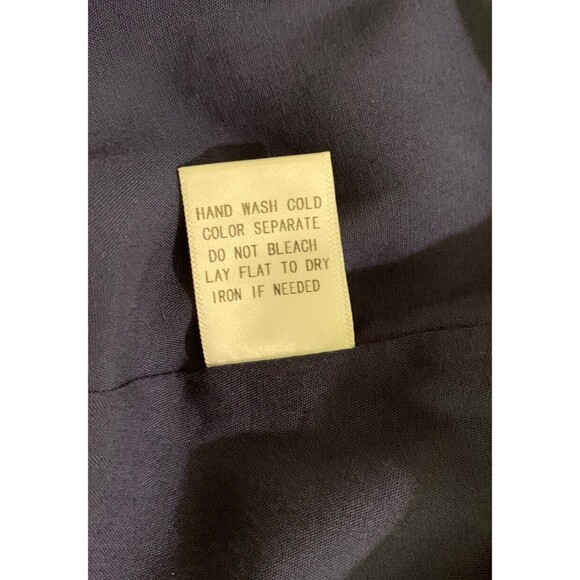 HAND WASH COLD
COLOR SEPARATE
DO NOT BLEACH
LAY FLAT TO DRY
IRON IF NEEDED